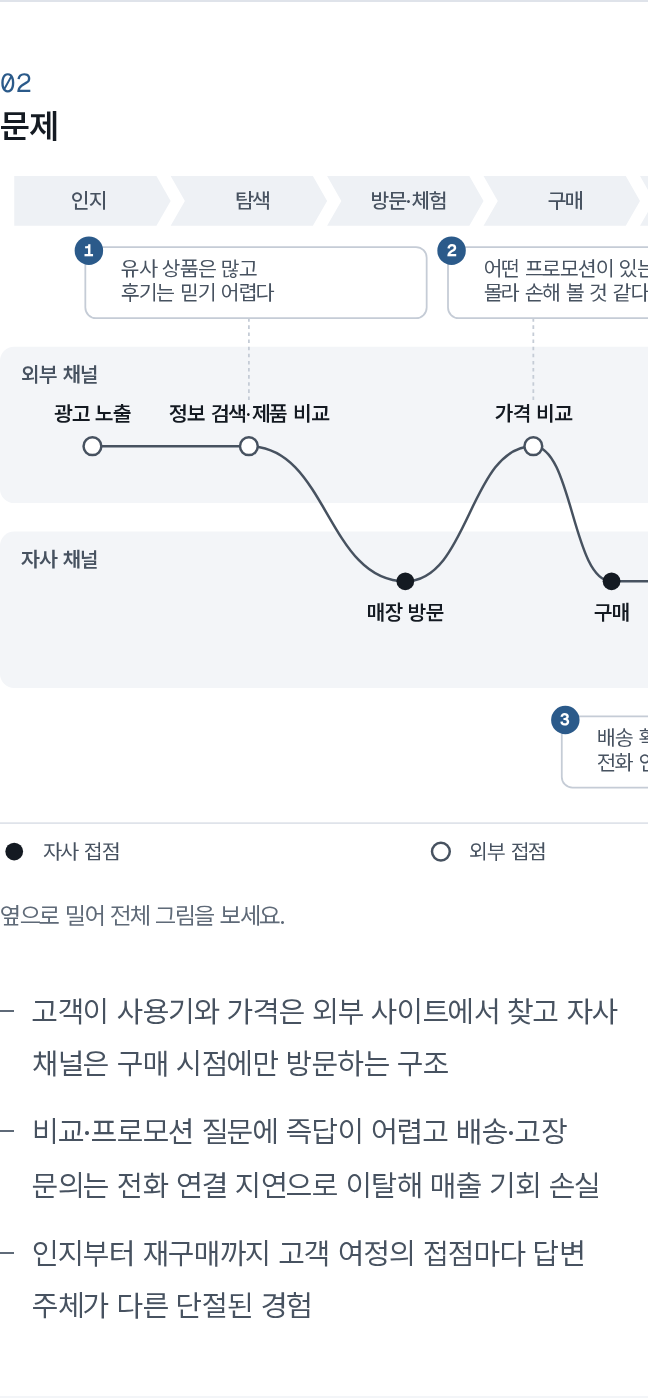 02
문제
인지
탐색
방문·체험
구매
1
유사 상품은 많고
후기는 믿기 어렵다
2
어떤 프로모션이 있는
몰라 손해 볼 것 같다
외부 채널
광고 노출
정보 검색·제품 비교
가격 비교
자사 채널
매장 방문
구매
3
배송
전화
자사 접점
외부 접점
옆으로 밀어 전체 그림을 보세요.
– 고객이 사용기와 가격은 외부 사이트에서 찾고 자사
채널은 구매 시점에만 방문하는 구조
– 비교·프로모션 질문에 즉답이 어렵고 배송·고장
문의는 전화 연결 지연으로 이탈해 매출 기회 손실
– 인지부터 재구매까지 고객 여정의 접점마다 답변
주체가 다른 단절된 경험